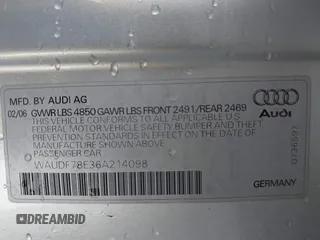 MFD. BY AUDI AG
02/06 GVWR LBS 4850 GAWR LBS FRONT 2491/REAR 2469
THIS VEHICLE CONFORMS TO ALL APPLICABLE U.S.
FEDERAL MOTOR VEHICLE SAFETY BUMPER AND THEFT
PREVENTION STANDARDS IN EFFECT ON THE DATE OF
MANUFACTURE SHOWN ABOVE
PASSENGER CAR
WAUDF78E36A214098
Audi
0736597
GERMANY
DREAMBID